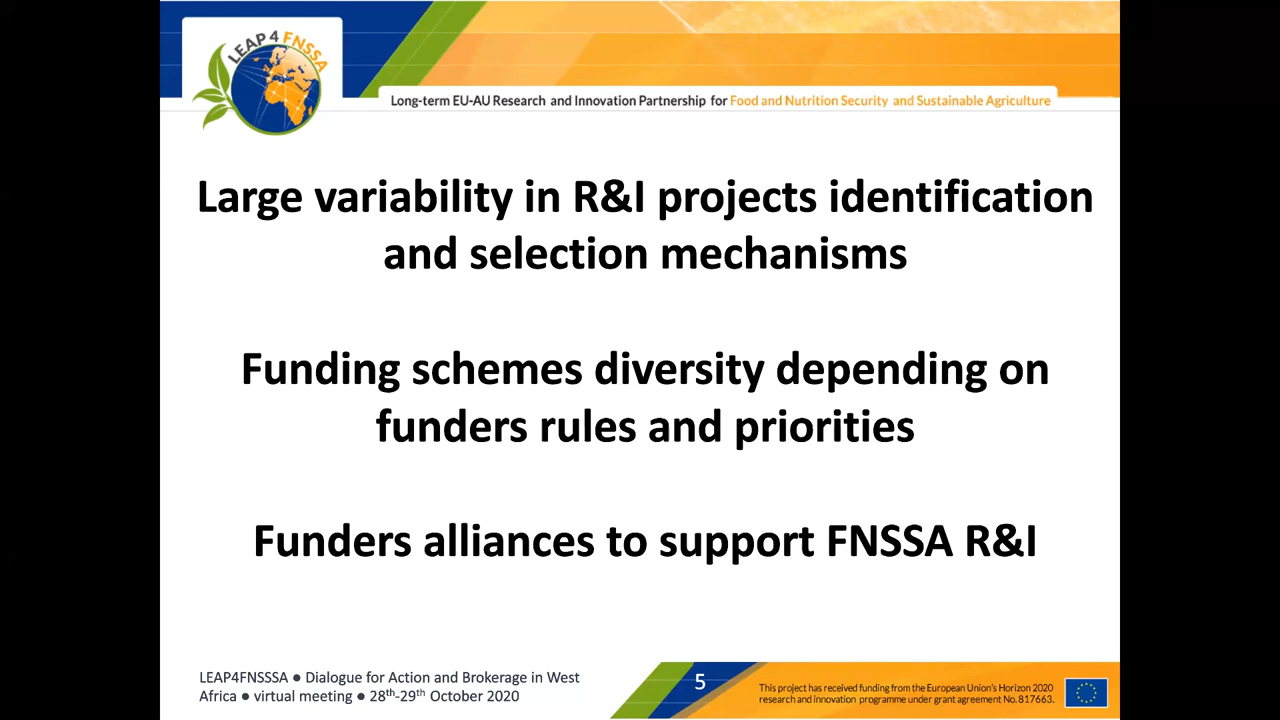 LEAP 4 FNSSA
Long-term EU-AU Research and Innovation Partnership for Food and Nutrition Security and Sustainable Agriculture
Large variability in R&I projects identification
and selection mechanisms
Funding schemes diversity depending on
funders rules and priorities
Funders alliances to support FNSSA R&I
LEAP4FNSSSA ● Dialogue for Action and Brokerage in West
Africa ● virtual meeting ● 28th-29th October 2020
5
This project has received funding from the European Union's Horizon 2020
research and innovation programme under grant agreement No. 817663.